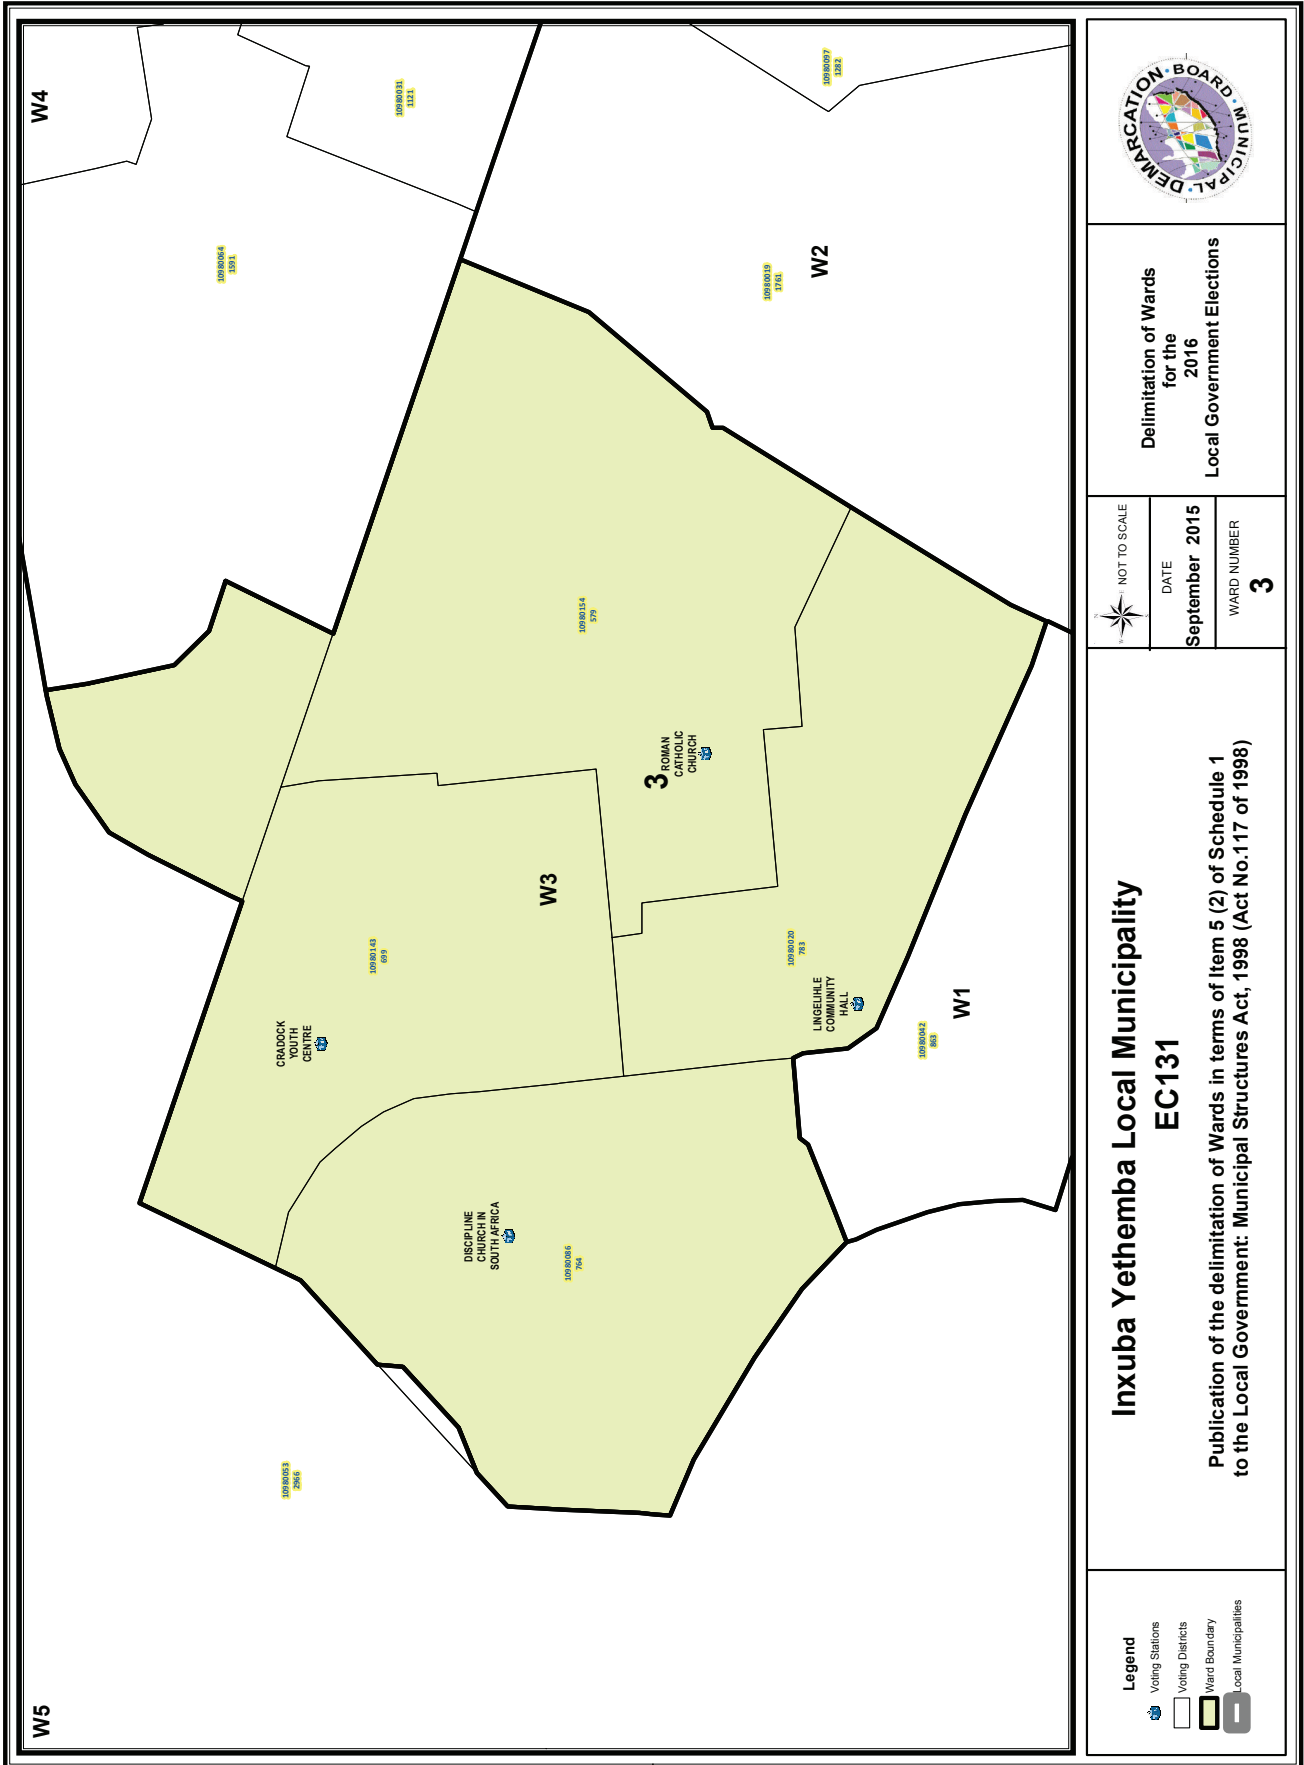 W5
W4
10980031
1121
10980097
1282
10980064
1591
10980019
1761
W2
10980154
579
3
ROMAN
CATHOLIC
CHURCH
W3
10980143
699
CRADOCK
YOUTH
CENTRE
10980020
783
LINGELIHLE
COMMUNITY
HALL
10980042
863
W1
DISCIPLINE
CHURCH IN
SOUTH AFRICA
10980086
764
10980053
2966
Legend
Voting Stations
Voting Districts
Ward Boundary
Local Municipalities
Inxuba Yethemba Local Municipality
EC131
Publication of the delimitation of Wards in terms of Item 5 (2) of Schedule 1
to the Local Government: Municipal Structures Act, 1998 (Act No.117 of 1998)
N
W
S
NOT TO SCALE
DATE
September 2015
WARD NUMBER
3
Delimitation of Wards
for the
2016
Local Government Elections
MUNICIPAL • DEMARCATION • BOARD •